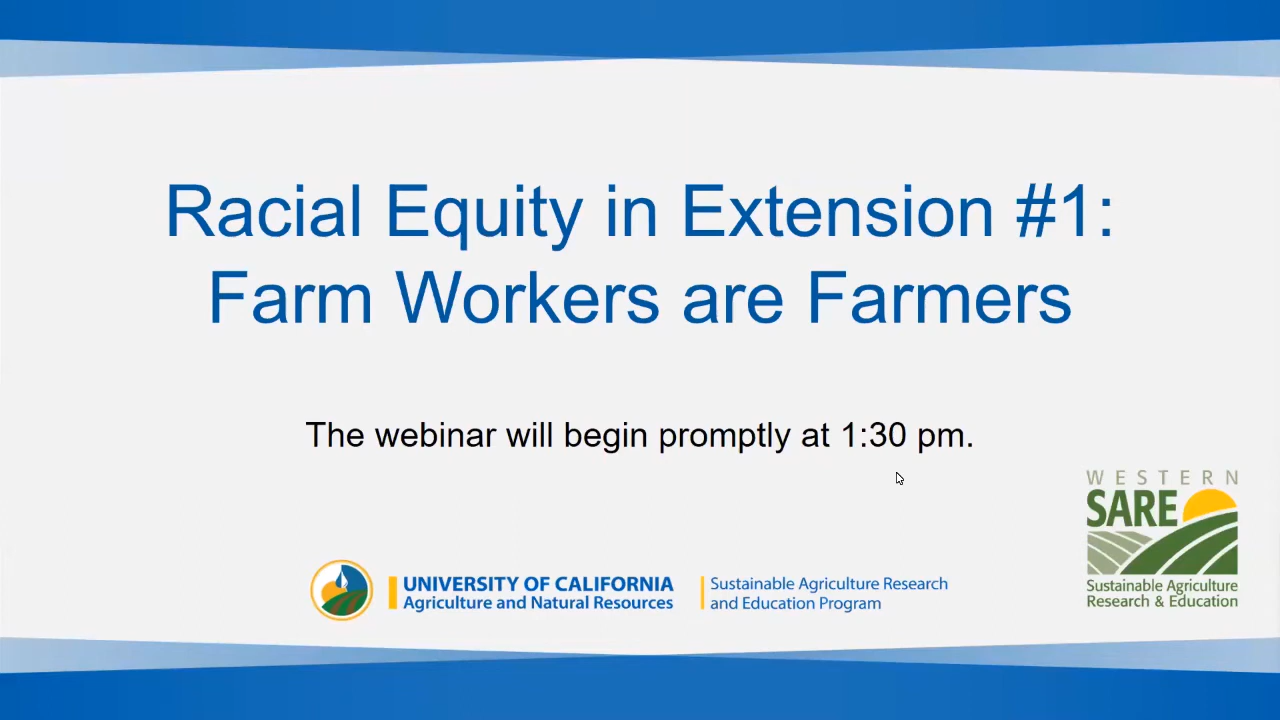 Racial Equity in Extension #1:
Farm Workers are Farmers
The webinar will begin promptly at 1:30 pm.
WESTERN
SARE
Sustainable Agriculture
Research & Education
UNIVERSITY OF CALIFORNIA
Agriculture and Natural Resources
Sustainable Agriculture Research
and Education Program